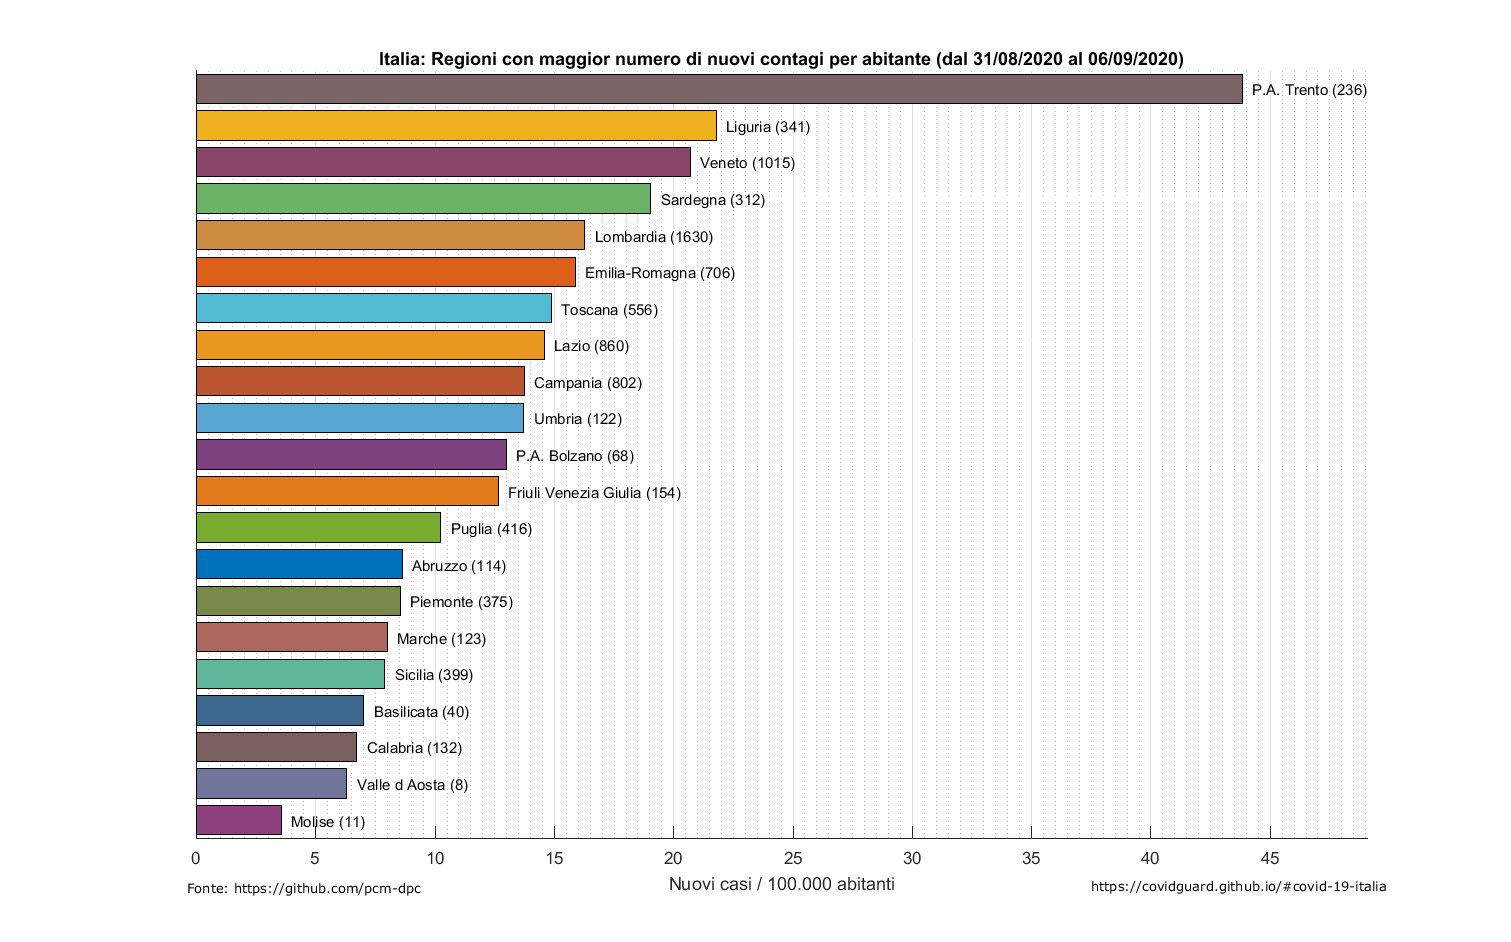 Italia: Regioni con maggior numero di nuovi contagi per abitante (dal 31/08/2020 al 06/09/2020)
P.A. Trento (236)
Liguria (341)
Veneto (1015)
Sardegna (312)
Lombardia (1630)
Emilia-Romagna (706)
Toscana (556)
Lazio (860)
Campania (802)
Umbria (122)
P.A. Bolzano (68)
Friuli Venezia Giulia (154)
Puglia (416)
Abruzzo (114)
Piemonte (375)
Marche (123)
Sicilia (399)
Basilicata (40)
Calabria (132)
Valle d Aosta (8)
Molise (11)
0 5 10 15 20 25 30 35 40 45
Nuovi casi / 100.000 abitanti
Fonte: https://github.com/pcm-dpc
https://covidguard.github.io/#covid-19-italia